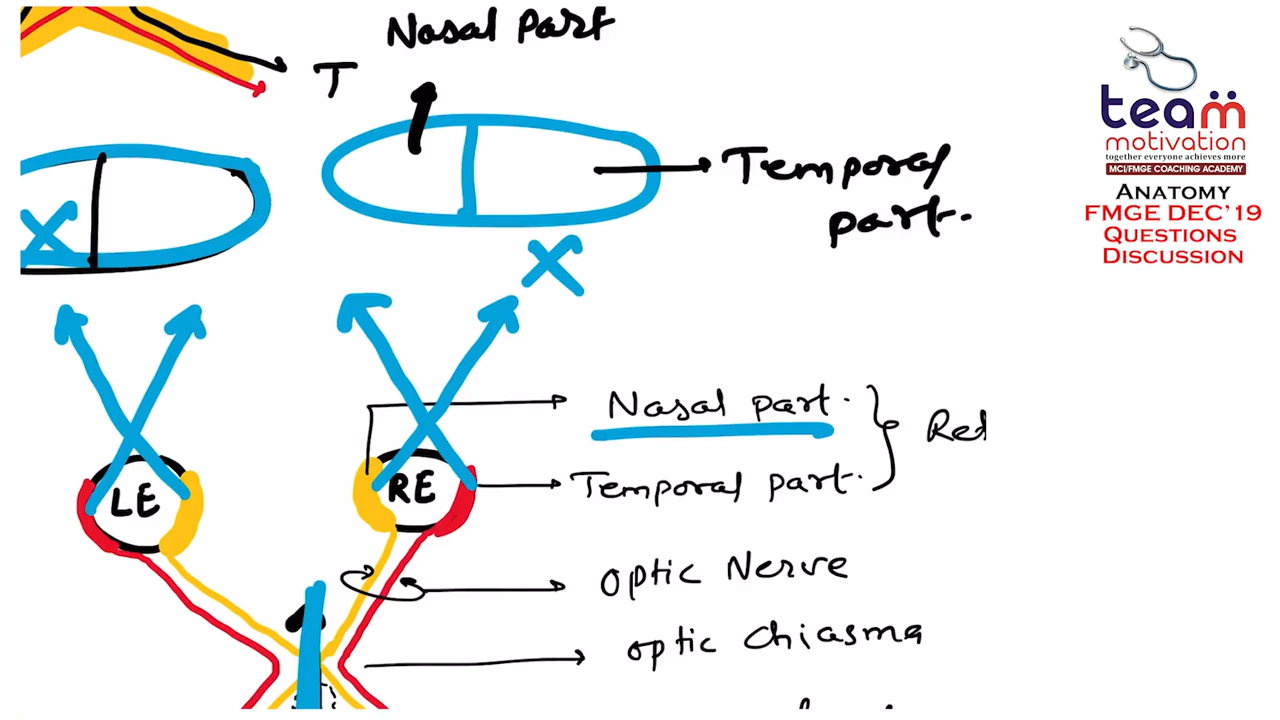 Nasal Part
T
Temporal
part.
X
X
Nasal part.
Temporal part.
Ret
LE
RE
optic Nerve
optic chiasma
team
motivation
together everyone achieves more
MCI/FMGE COACHING ACADEMY
ANATOMY
FMGE DEC'19
QUESTIONS
DISCUSSION